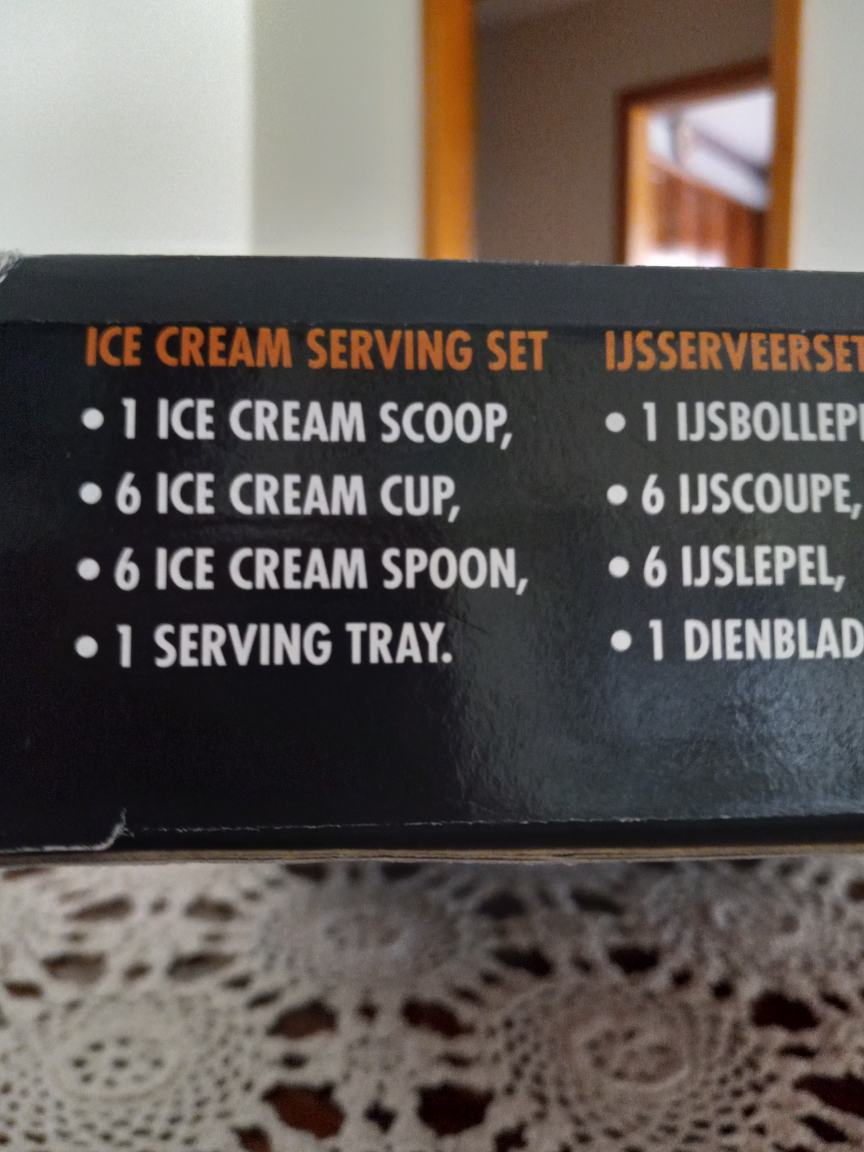 ICE CREAM SERVING SET
• 1 ICE CREAM SCOOP,
• 6 ICE CREAM CUP,
• 6 ICE CREAM SPOON,
• 1 SERVING TRAY.
IJSSERVEERSET
• 1
• 6 IJSCOUPE,
• 6 IJSLEPEL,
• 1 DIENBLAD